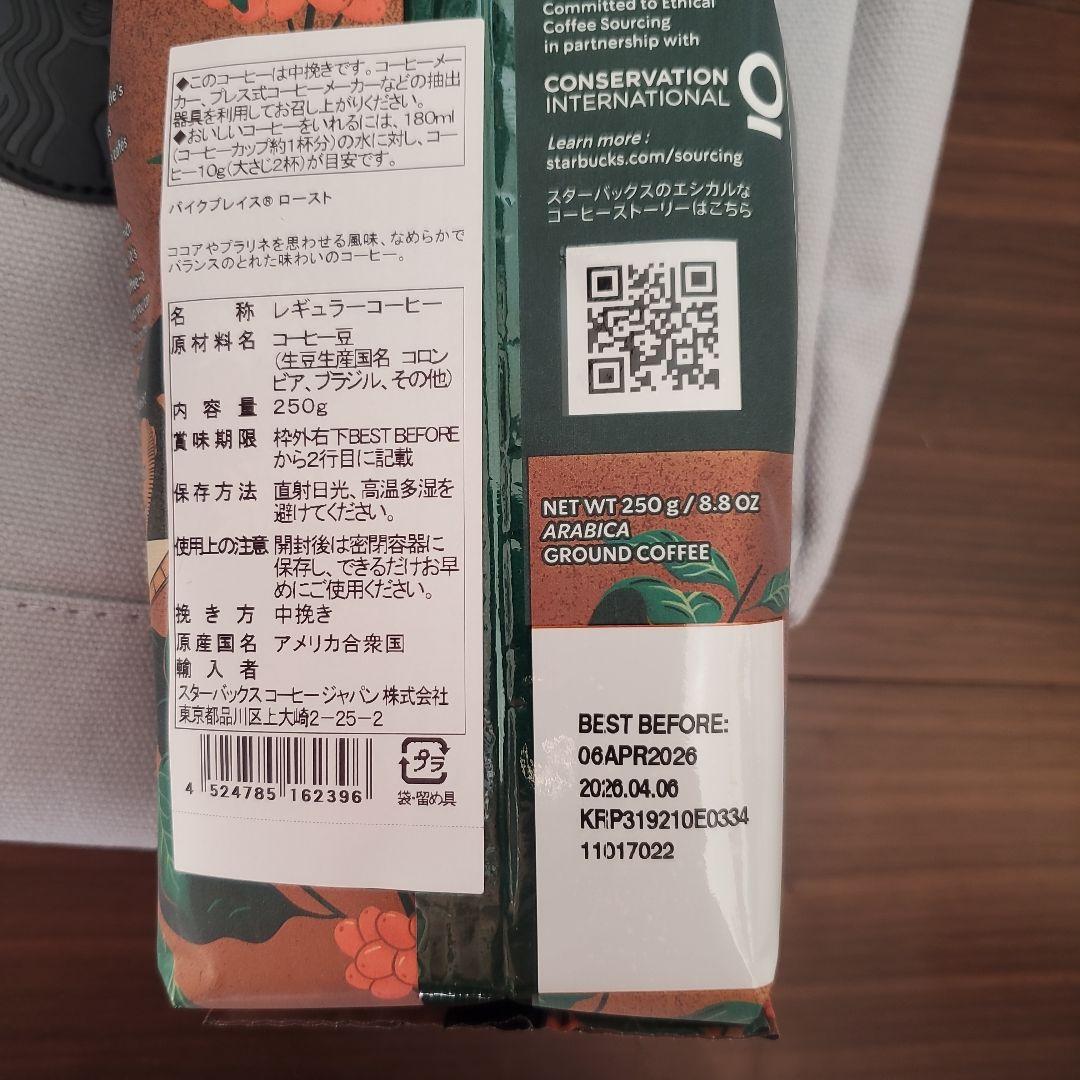 ◆このコーヒーは中挽きです。コーヒーメー
カー、プレス式コーヒーメーカーなどの抽出
器具を利用してお召し上がりください。
◆おいしいコーヒーをいれるには、180ml
(コーヒーカップ約1杯分)の水に対し、コー
ヒー10g(大さじ2杯)が目安です。
パイクプレイス® ロースト
ココアやプラリネを思わせる風味、なめらかで
バランスのとれた味わいのコーヒー。
名称 レギュラーコーヒー
原材料名 コーヒー豆
(生豆生産国名 コロン
ビア、ブラジル、その他)
内容量 250g
賞味期限 枠外右下BEST BEFORE
から2行目に記載
保存方法 直射日光、高温多湿を
避けてください。
使用上の注意 開封後は密閉容器に
保存し、できるだけお早
めにご使用ください。
挽き方 中挽き
原産国名 アメリカ合衆国
輸入者
スターバックス コーヒー ジャパン 株式会社
東京都品川区上大崎2-25-2
4 524785 162396
プラ
袋・留め具
Committed to Ethical
Coffee Sourcing
in partnership with
CONSERVATION
INTERNATIONAL
Learn more :
starbucks.com/sourcing
スターバックスのエシカルな
コーヒーストーリーはこちら
NET WT 250 g / 8.8 OZ
ARABICA
GROUND COFFEE
BEST BEFORE:
06APR2026
2026.04.06
KRP319210E0334
11017022